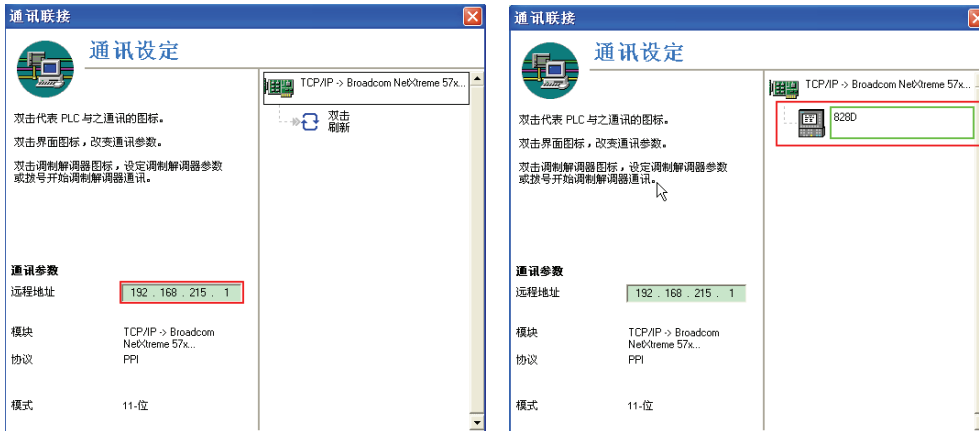 通讯联接
通讯设定
双击代表 PLC 与之通讯的图标。
双击界面图标，改变通讯参数。
双击调制解调器图标，设定调制解调器参数
或拨号开始调制解调器通讯。
通讯参数
远程地址 192 . 168 . 215 . 1
模块 TCP/IP -> Broadcom
NetXtreme 57x...
协议 PPI
模式 11-位
TCP/IP -> Broadcom NetXtreme 57x...
双击
刷新
通讯联接
通讯设定
双击代表 PLC 与之通讯的图标。
双击界面图标，改变通讯参数。
双击调制解调器图标，设定调制解调器参数
或拨号开始调制解调器通讯。
通讯参数
远程地址 192 . 168 . 215 . 1
模块 TCP/IP -> Broadcom
NetXtreme 57x...
协议 PPI
模式 11-位
TCP/IP -> Broadcom NetXtreme 57x...
828D